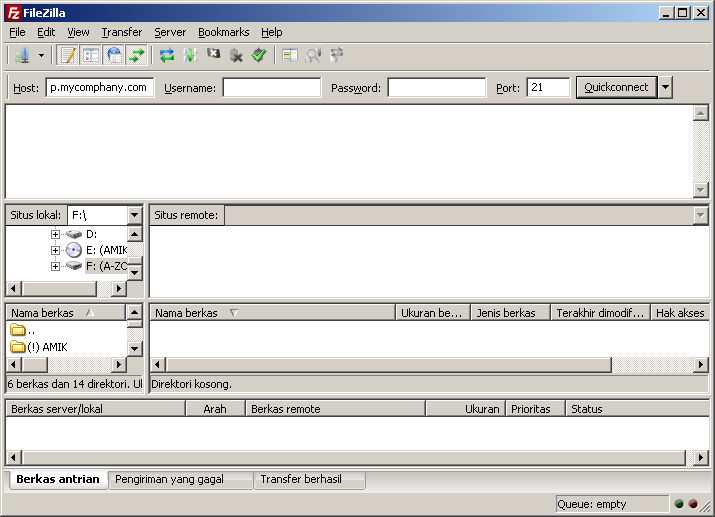 FileZilla
File Edit View Transfer Server Bookmarks Help
Host: p.mycomphany.com Username: Password: Port: 21 Quickconnect
Situs lokal: F:\ Situs remote:
D:
E: (AMIK
F: (A-ZO
Nama berkas Nama berkas Ukuran be... Jenis berkas Terakhir dimodif... Hak akses
..
(!) AMIK
6 berkas dan 14 direktori. Ul Direktori kosong.
Berkas server/lokal Arah Berkas remote Ukuran Prioritas Status
Berkas antrian Pengiriman yang gagal Transfer berhasil
Queue: empty